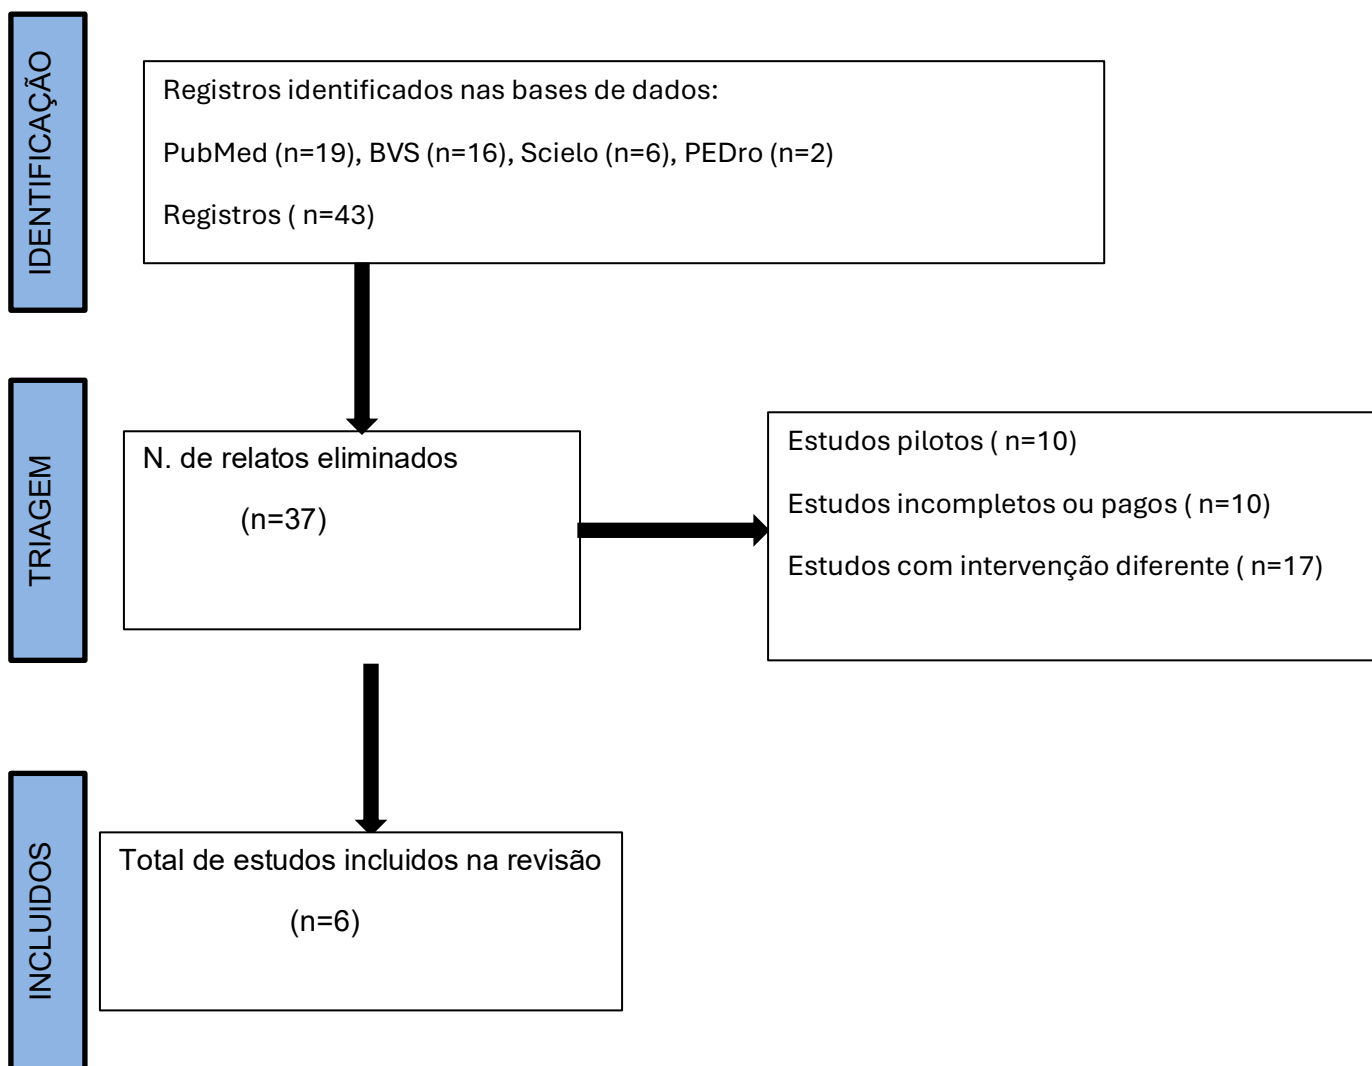 IDENTIFICAÇÃO
Registros identificados nas bases de dados:
PubMed (n=19), BVS (n=16), Scielo (n=6), PEDro (n=2)
Registros ( n=43)
TRIAGEM
N. de relatos eliminados
(n=37)
Estudos pilotos ( n=10)
Estudos incompletos ou pagos ( n=10)
Estudos com intervenção diferente ( n=17)
INCLUIDOS
Total de estudos incluidos na revisão
(n=6)